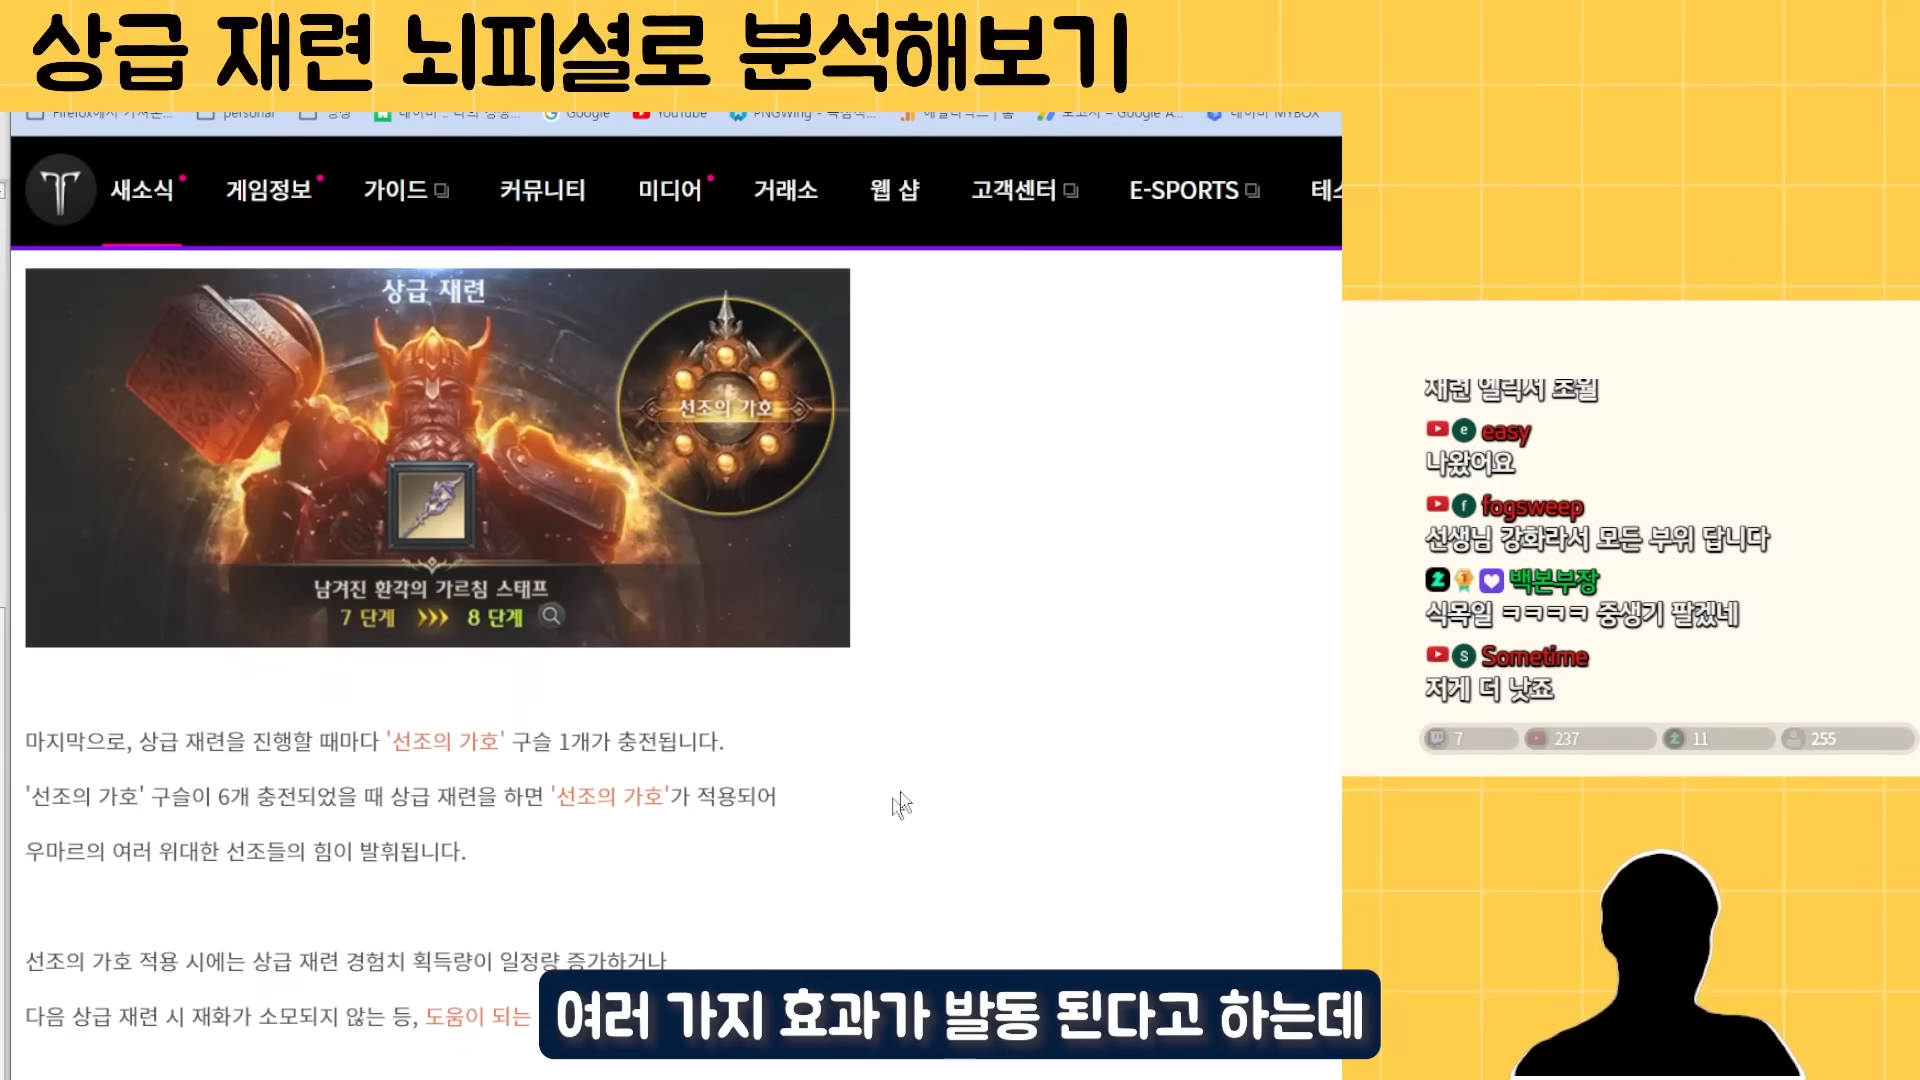 상급 재련 뇌피셜로 분석해보기
personal
Google
YouTube
새소식
게임정보
가이드
커뮤니티
미디어
거래소
웹 샵
고객센터
E-SPORTS
상급 재련
선조의 가호
남겨진 환각의 가르침 스태프
7 단계 8 단계
마지막으로, 상급 재련을 진행할 때마다 '선조의 가호' 구슬 1개가 충전됩니다.
'선조의 가호' 구슬이 6개 충전되었을 때 상급 재련을 하면 '선조의 가호'가 적용되어
우마르의 여러 위대한 선조들의 힘이 발휘됩니다.
선조의 가호 적용 시에는 상급 재련 경험치 획득량이 일정량 증가하거나
다음 상급 재련 시 재화가 소모되지 않는 등, 도움이 되는
여러 가지 효과가 발동 된다고 하는데
재련 엘릭서 초월
e easy
나왔어요
f fogsweep
선생님 강화라서 모든 부위 답니다
백본부장
식목일 ㅋㅋㅋㅋ 중생기 팔겠네
S Sometime
저게 더 낫죠
7 237 11 255